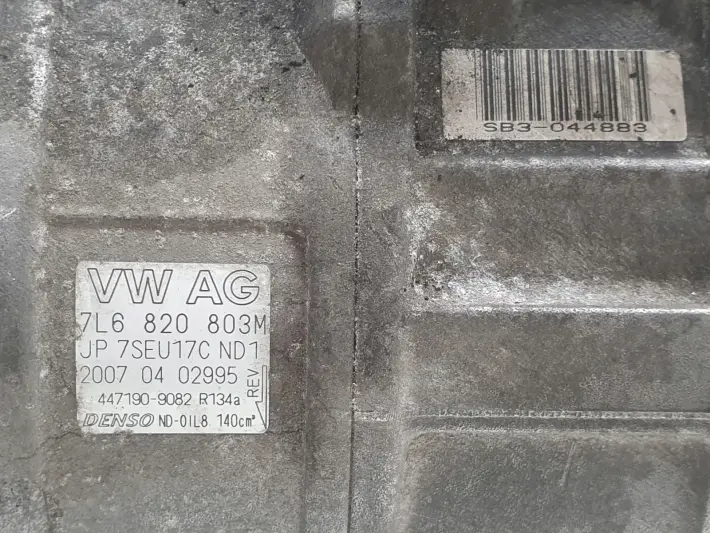 SB3-044883
VW AG
7L6 820 803M
JP 7SEU17C ND1
2007 04 02995
REV
447190-9082 R134a
DENSO ND-OIL8 140cm³